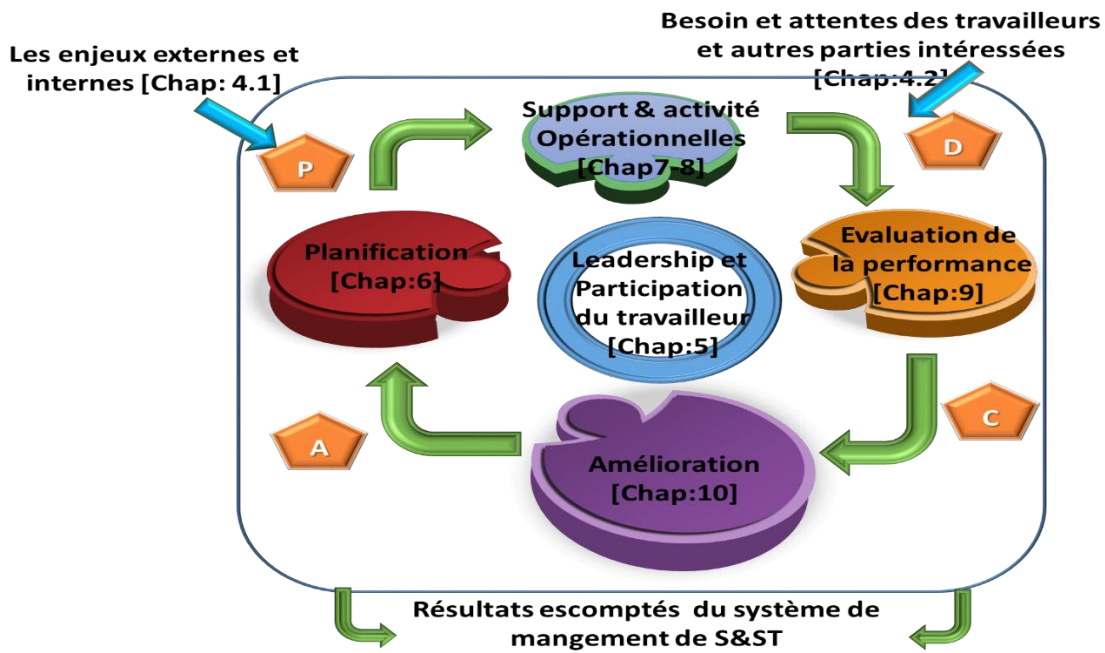 Les enjeux externes et
internes [Chap: 4.1]
Besoin et attentes des travailleurs
et autres parties intéressées
[Chap:4.2]
P
Support & activité
Opérationnelles
[Chap7-8]
D
Planification
[Chap:6]
Leadership et
Participation
du travailleur
[Chap:5]
Evaluation de
la performance
[Chap:9]
A
Amélioration
[Chap:10]
C
Résultats escomptés du système de
mangement de S&ST